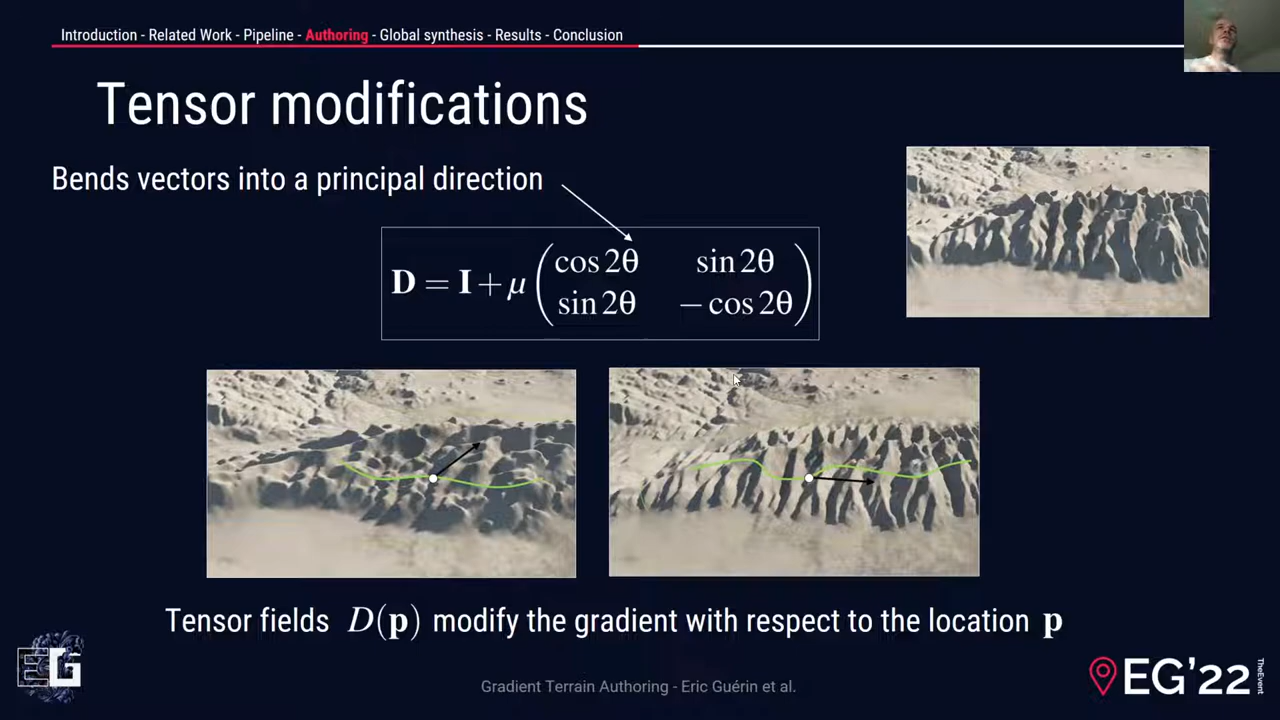 Introduction - Related Work - Pipeline - Authoring - Global synthesis - Results - Conclusion
Tensor modifications
Bends vectors into a principal direction
D = I + μ ( cos 2θ sin 2θ
sin 2θ − cos 2θ )
Tensor fields D(p) modify the gradient with respect to the location p
EG
Gradient Terrain Authoring - Eric Guérin et al.
EG'22
TheEvent